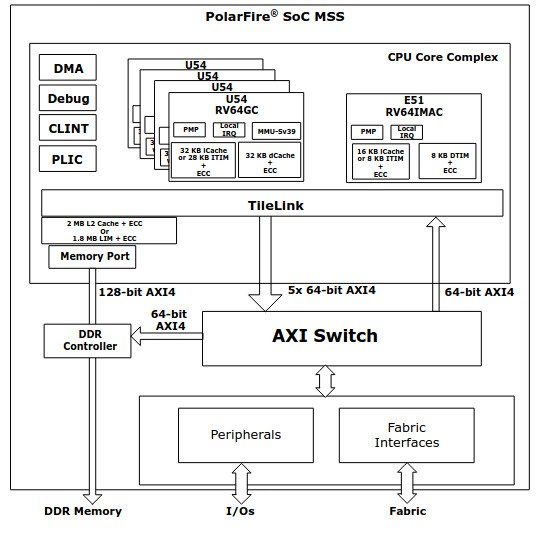 PolarFire® SoC MSS
CPU Core Complex
DMA
Debug
CLINT
PLIC
U54
U54
U54
U54
RV64GC
PMP
Local
IRQ
MMU-Sv39
32 KB iCache
or 28 KB ITIM
+
ECC
32 KB dCache
+
ECC
3
3
3
E51
RV64IMAC
PMP
Local
IRQ
16 KB iCache
or 8 KB ITIM
+
ECC
8 KB DTIM
+
ECC
TileLink
2 MB L2 Cache + ECC
Or
1.8 MB LIM + ECC
Memory Port
128-bit AXI4
5x 64-bit AXI4
64-bit AXI4
64-bit
AXI4
DDR
Controller
AXI Switch
Peripherals
Fabric
Interfaces
DDR Memory
I/Os
Fabric